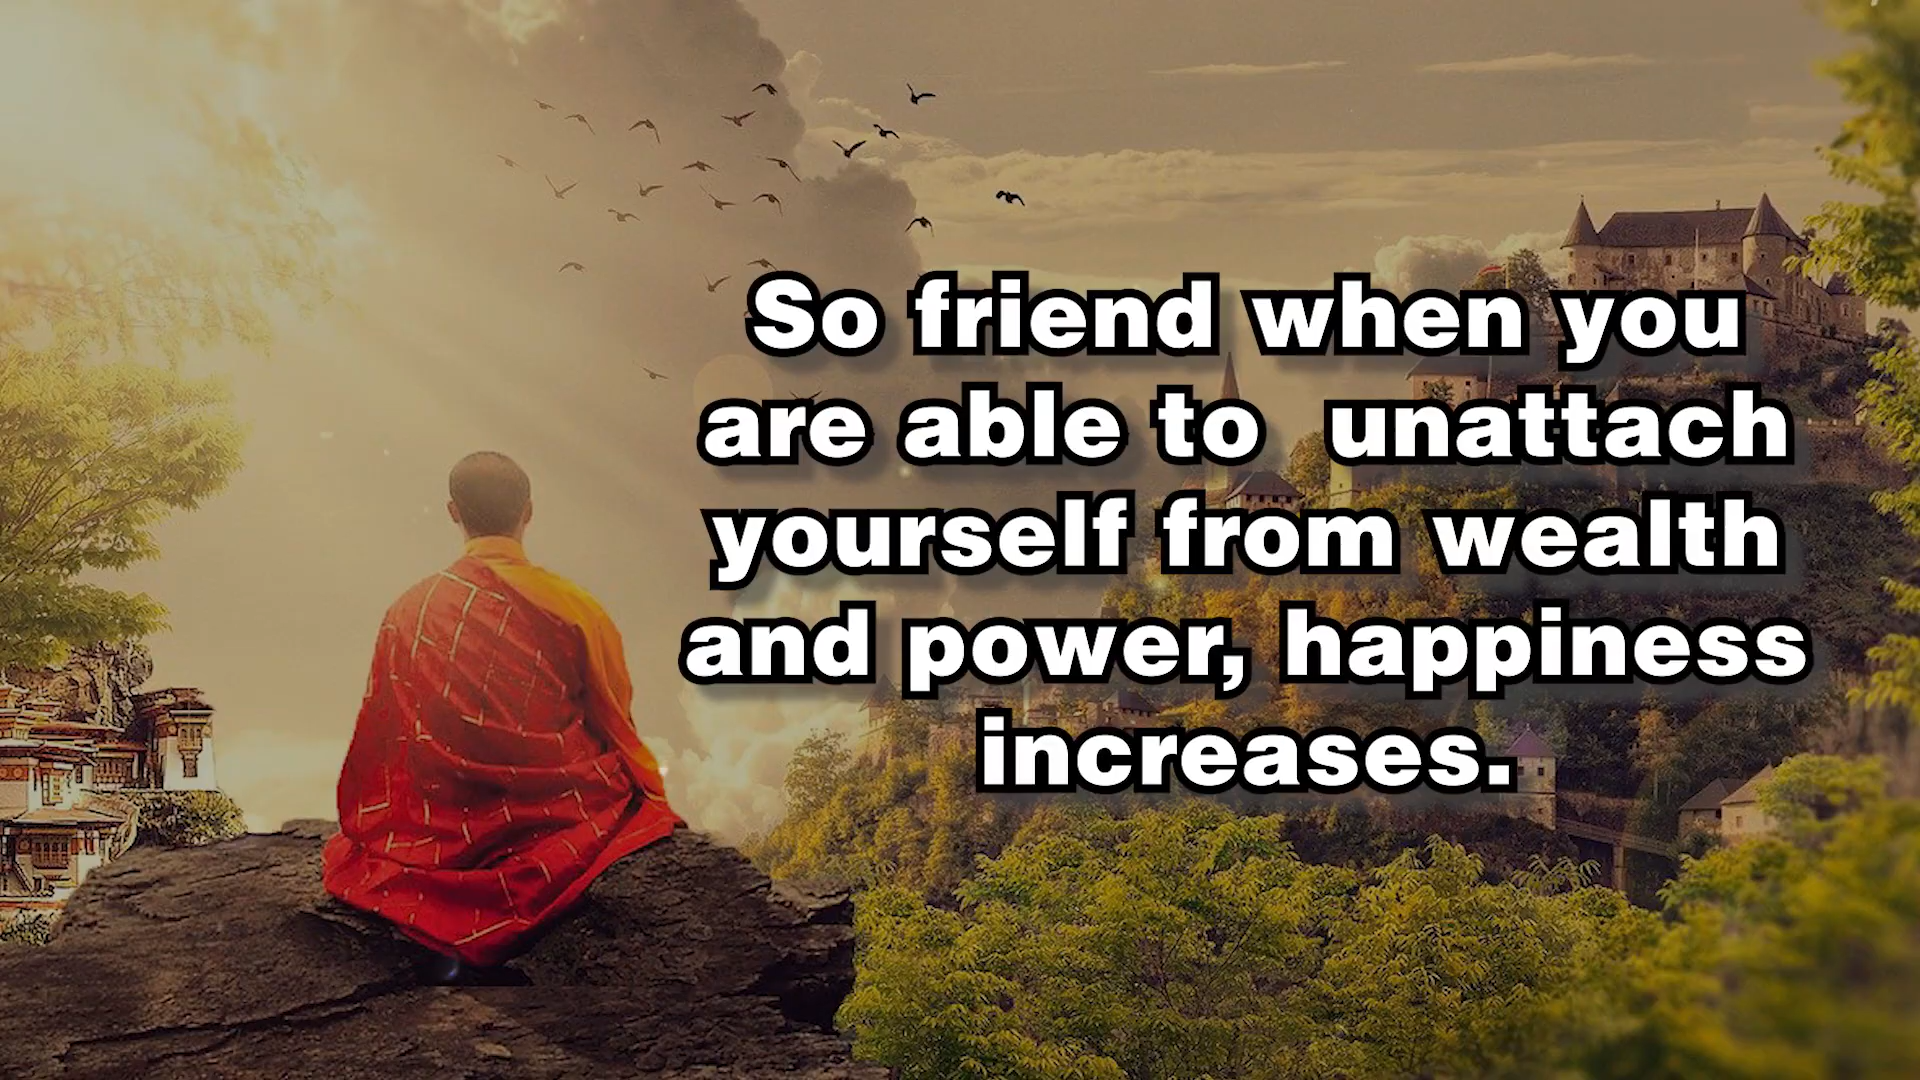 So friend when you
are able to  unattach
yourself from wealth
and power, happiness
increases.